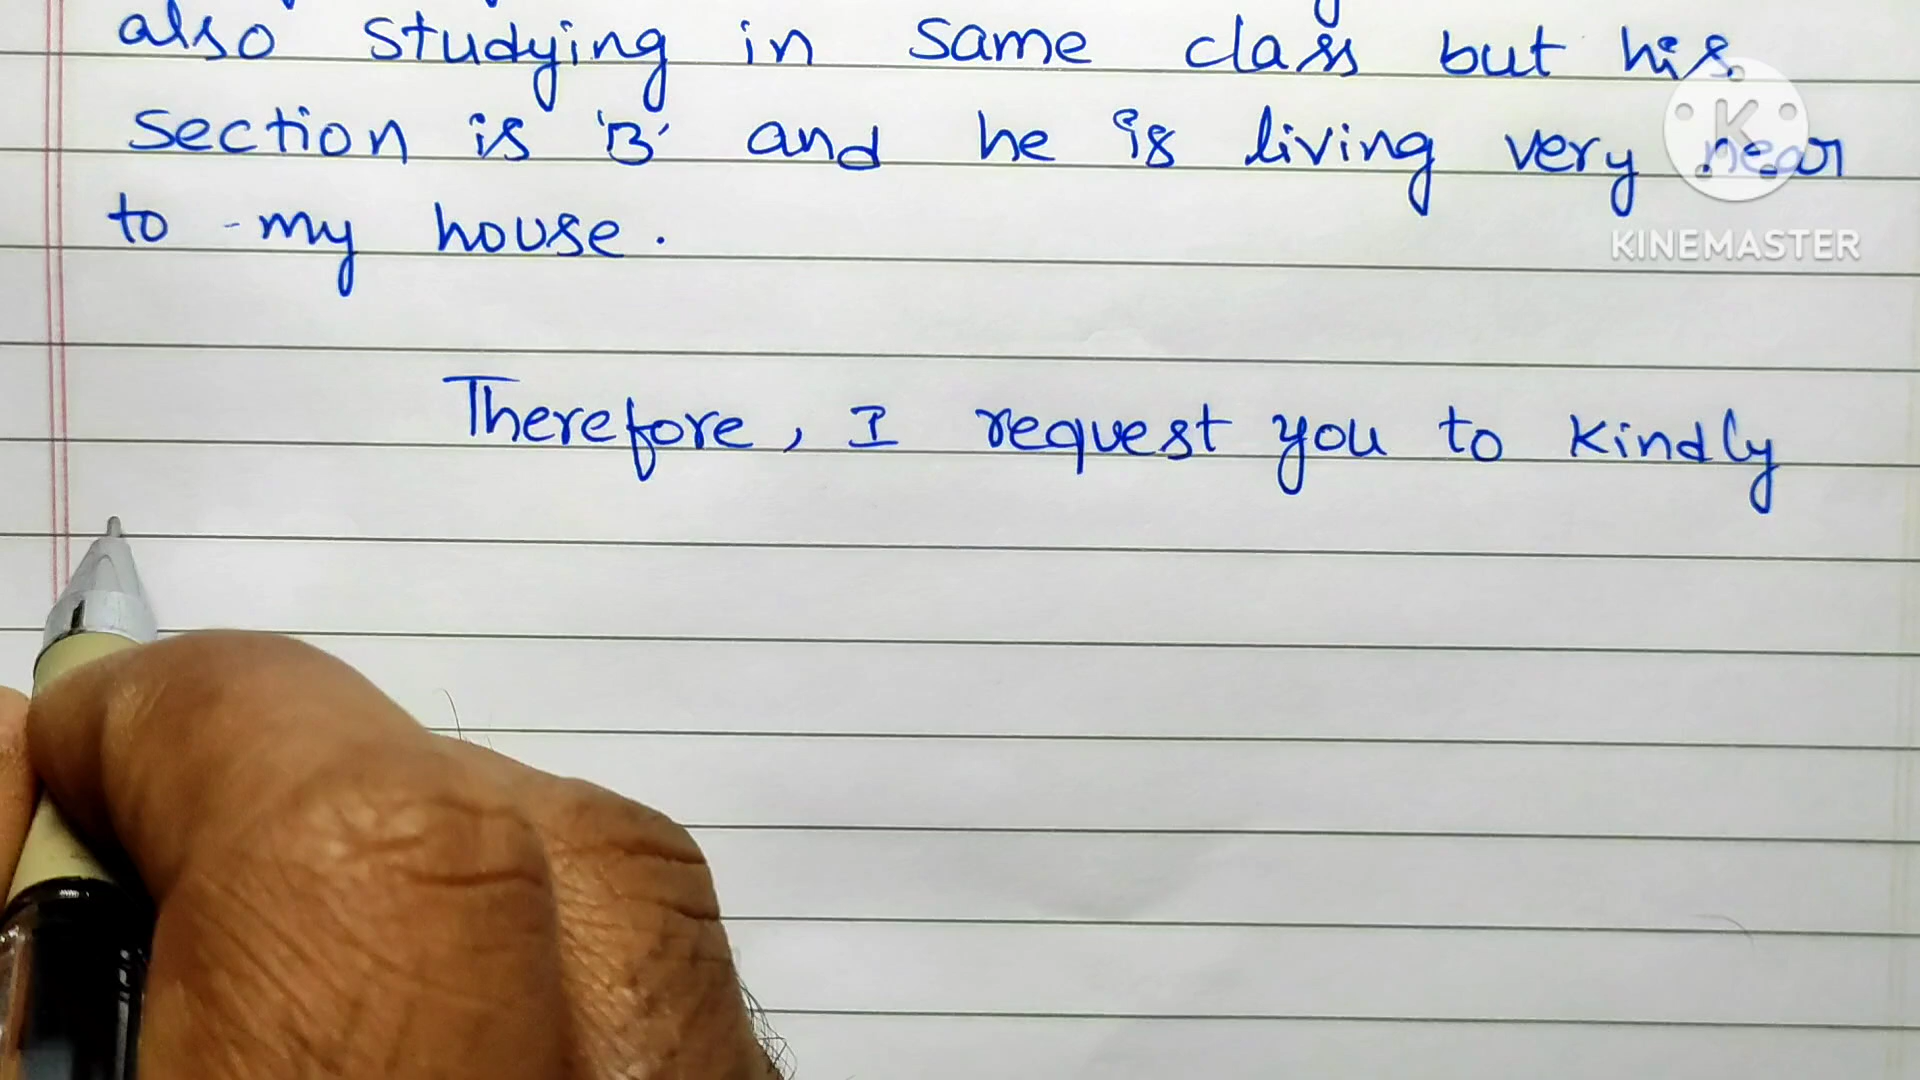 also studying in same class but his
section is 'B' and he is living very near
to my house.
Therefore, I request you to kindly
K
KINEMASTER